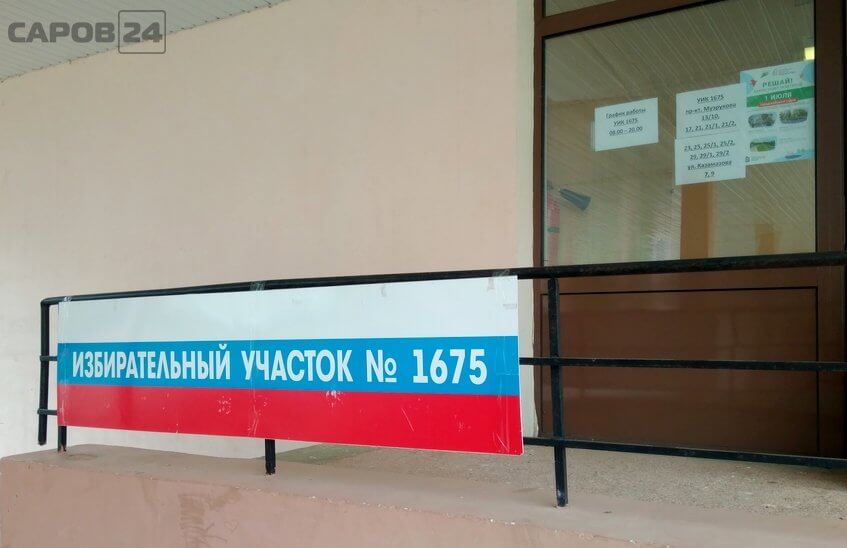 САРОВ 24
График работы
УИК 1675
08.00 – 20.00
УИК 1675
пр-кт. Музрукова
13/10,
17, 21, 21/1, 21/2,
23, 25, 25/1, 25/2,
29, 29/1, 29/2
ул. Казамазова
7, 9
РЕШАЙ!
1 ИЮЛЯ
ИЗБИРАТЕЛЬНЫЙ УЧАСТОК № 1675